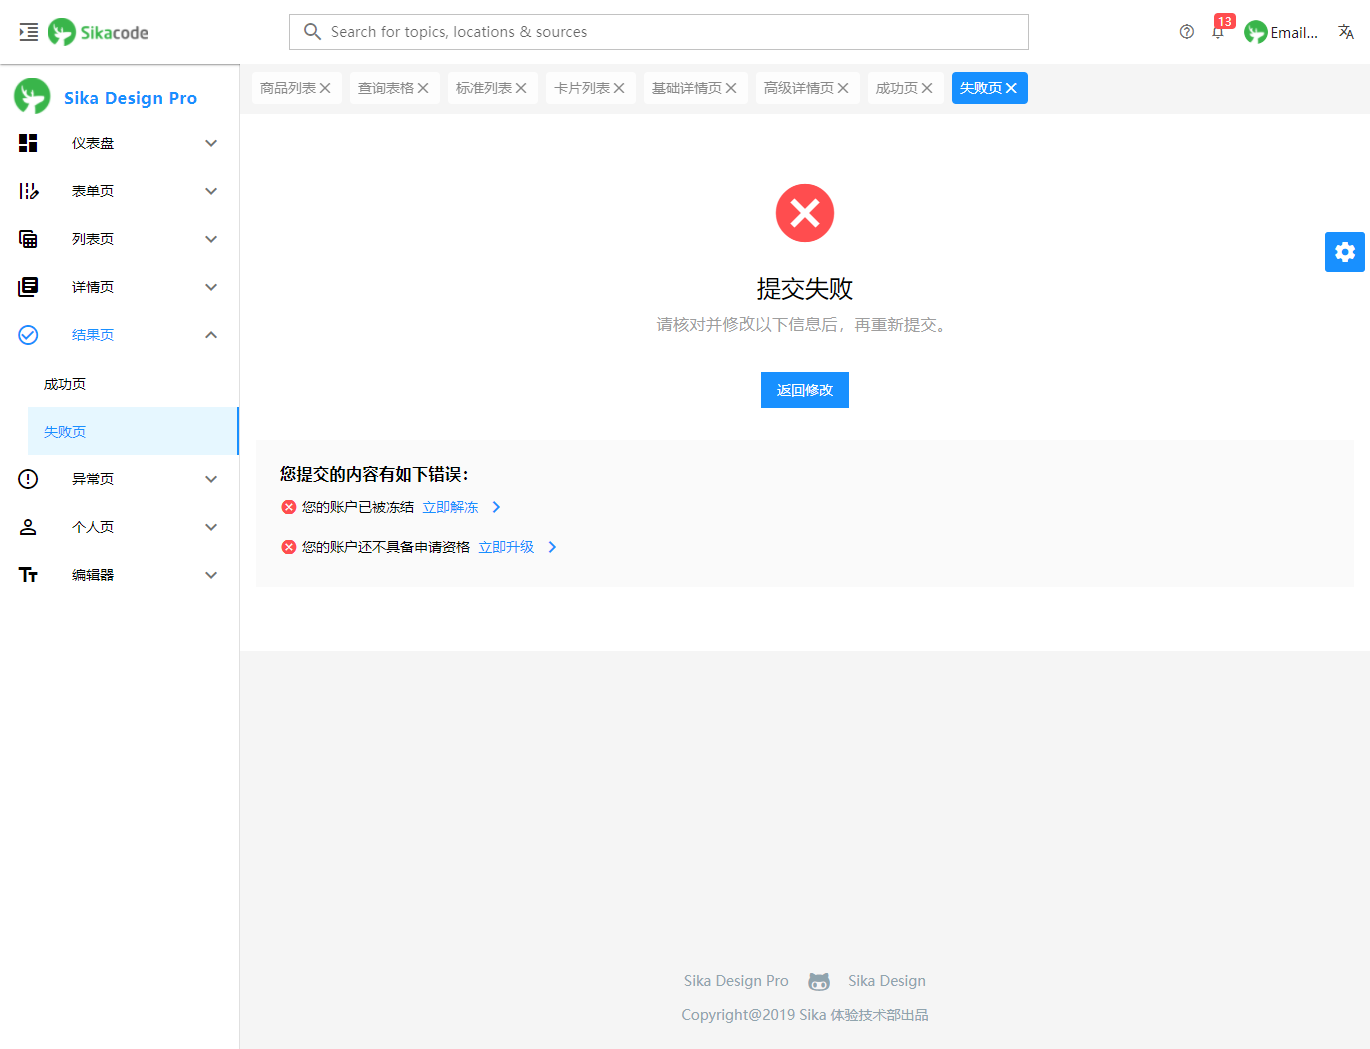 Sikacode
Search for topics, locations & sources
13
Email...
Sika Design Pro
仪表盘
表单页
列表页
详情页
结果页
成功页
失败页
异常页
个人页
编辑器
商品列表
查询表格
标准列表
卡片列表
基础详情页
高级详情页
成功页
失败页
提交失败
请核对并修改以下信息后，再重新提交。
返回修改
您提交的内容有如下错误：
您的账户已被冻结 立即解冻
您的账户还不具备申请资格 立即升级
Sika Design Pro Sika Design
Copyright@2019 Sika 体验技术部出品